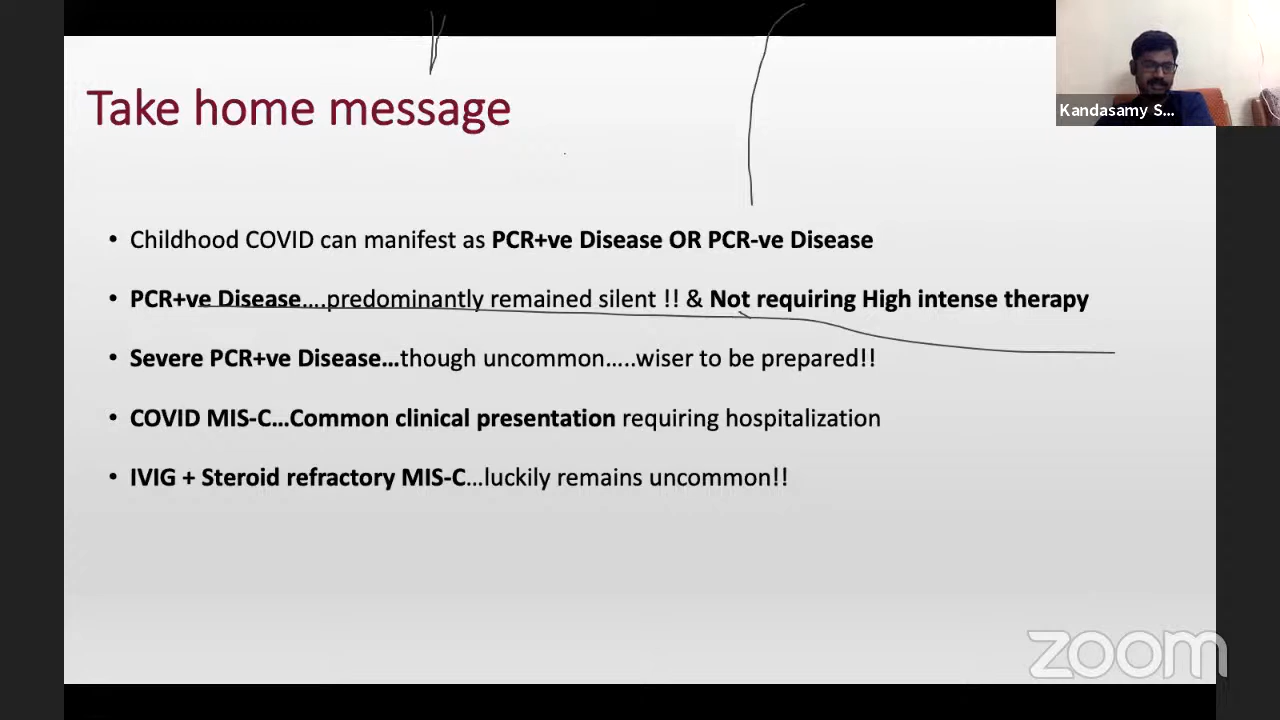 Kandasamy S...
Take home message
• Childhood COVID can manifest as PCR+ve Disease OR PCR-ve Disease
• PCR+ve Disease....predominantly remained silent !! & Not requiring High intense therapy
• Severe PCR+ve Disease...though uncommon.....wiser to be prepared!!
• COVID MIS-C...Common clinical presentation requiring hospitalization
• IVIG + Steroid refractory MIS-C...luckily remains uncommon!!
zoom